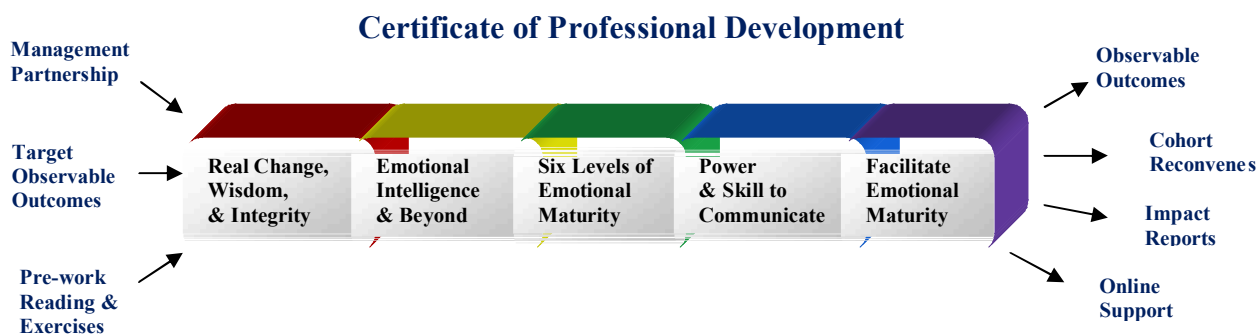 Certificate of Professional Development
Management
Partnership
Target
Observable
Outcomes
Pre-work
Reading &
Exercises
Real Change,
Wisdom,
& Integrity
Emotional
Intelligence
& Beyond
Six Levels of
Emotional
Maturity
Power
& Skill to
Communicate
Facilitate
Emotional
Maturity
Observable
Outcomes
Cohort
Reconvenes
Impact
Reports
Online
Support